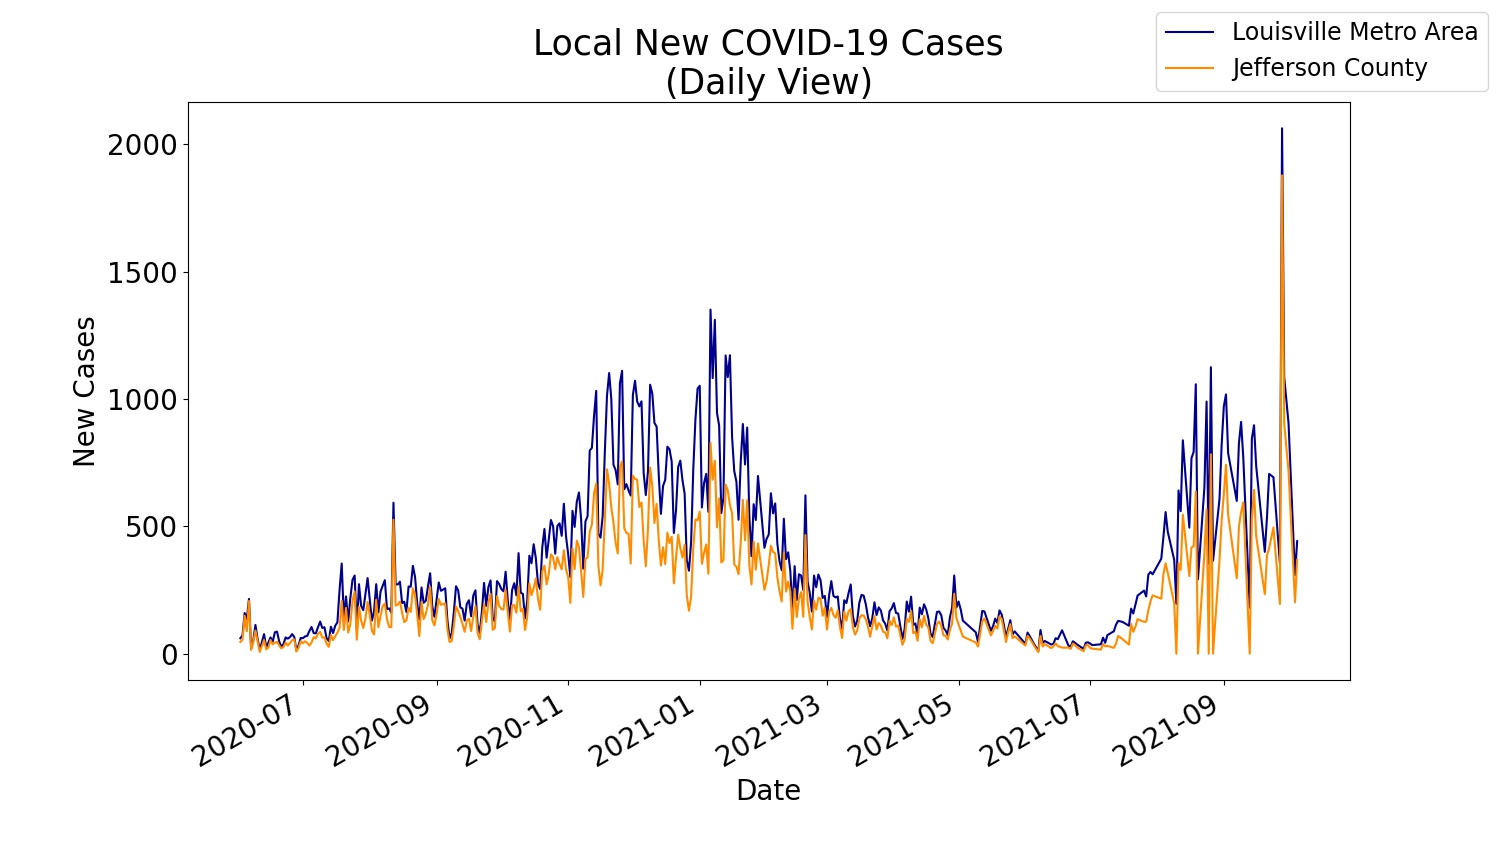 Local New COVID-19 Cases
(Daily View)
Louisville Metro Area
Jefferson County
New Cases
2000
1500
1000
500
0
2020-07
2020-09
2020-11
2021-01
2021-03
2021-05
2021-07
2021-09
Date